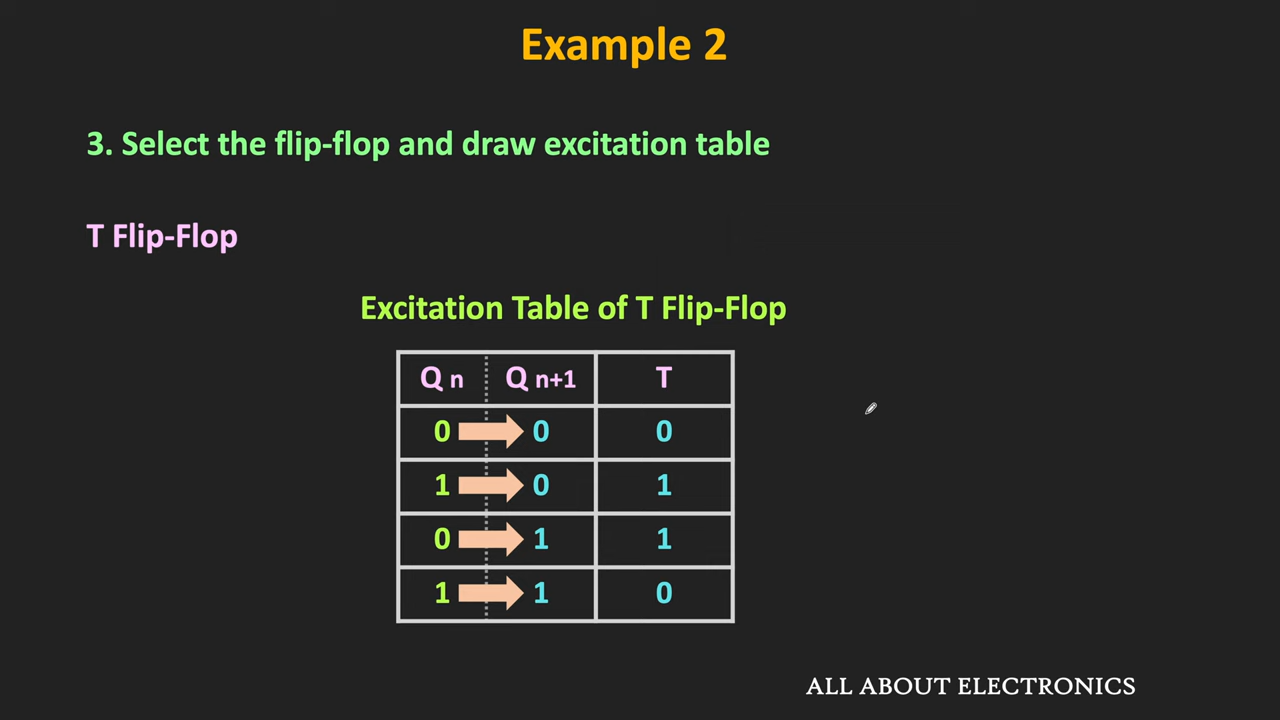 Example 2
3. Select the flip-flop and draw excitation table
T Flip-Flop
Excitation Table of T Flip-Flop
Q n Q n+1 T
0 0 0
1 0 1
0 1 1
1 1 0
ALL ABOUT ELECTRONICS